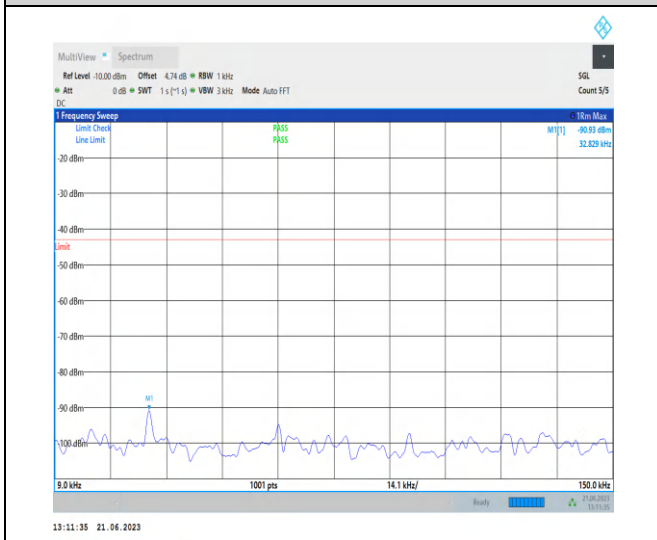 MultiView Spectrum
Ref Level -10.00 dBm Offset 4.74 dB RBW 1 kHz SGL
Att 0 dB SWT 1 s (~1 s) VBW 3 kHz Mode Auto FFT Count 5/5
DC
1 Frequency Sweep 1Rm Max
Limit Check PASS M1[1] -90.93 dBm
Line Limit PASS 32.829 kHz
-20 dBm
-30 dBm
-40 dBm
Limit
-50 dBm
-60 dBm
-70 dBm
-80 dBm
M1
-90 dBm
-100 dBm
9.0 kHz 1001 pts 14.1 kHz/ 150.0 kHz
Ready 21.06.2023
13:11:35
13:11:35 21.06.2023